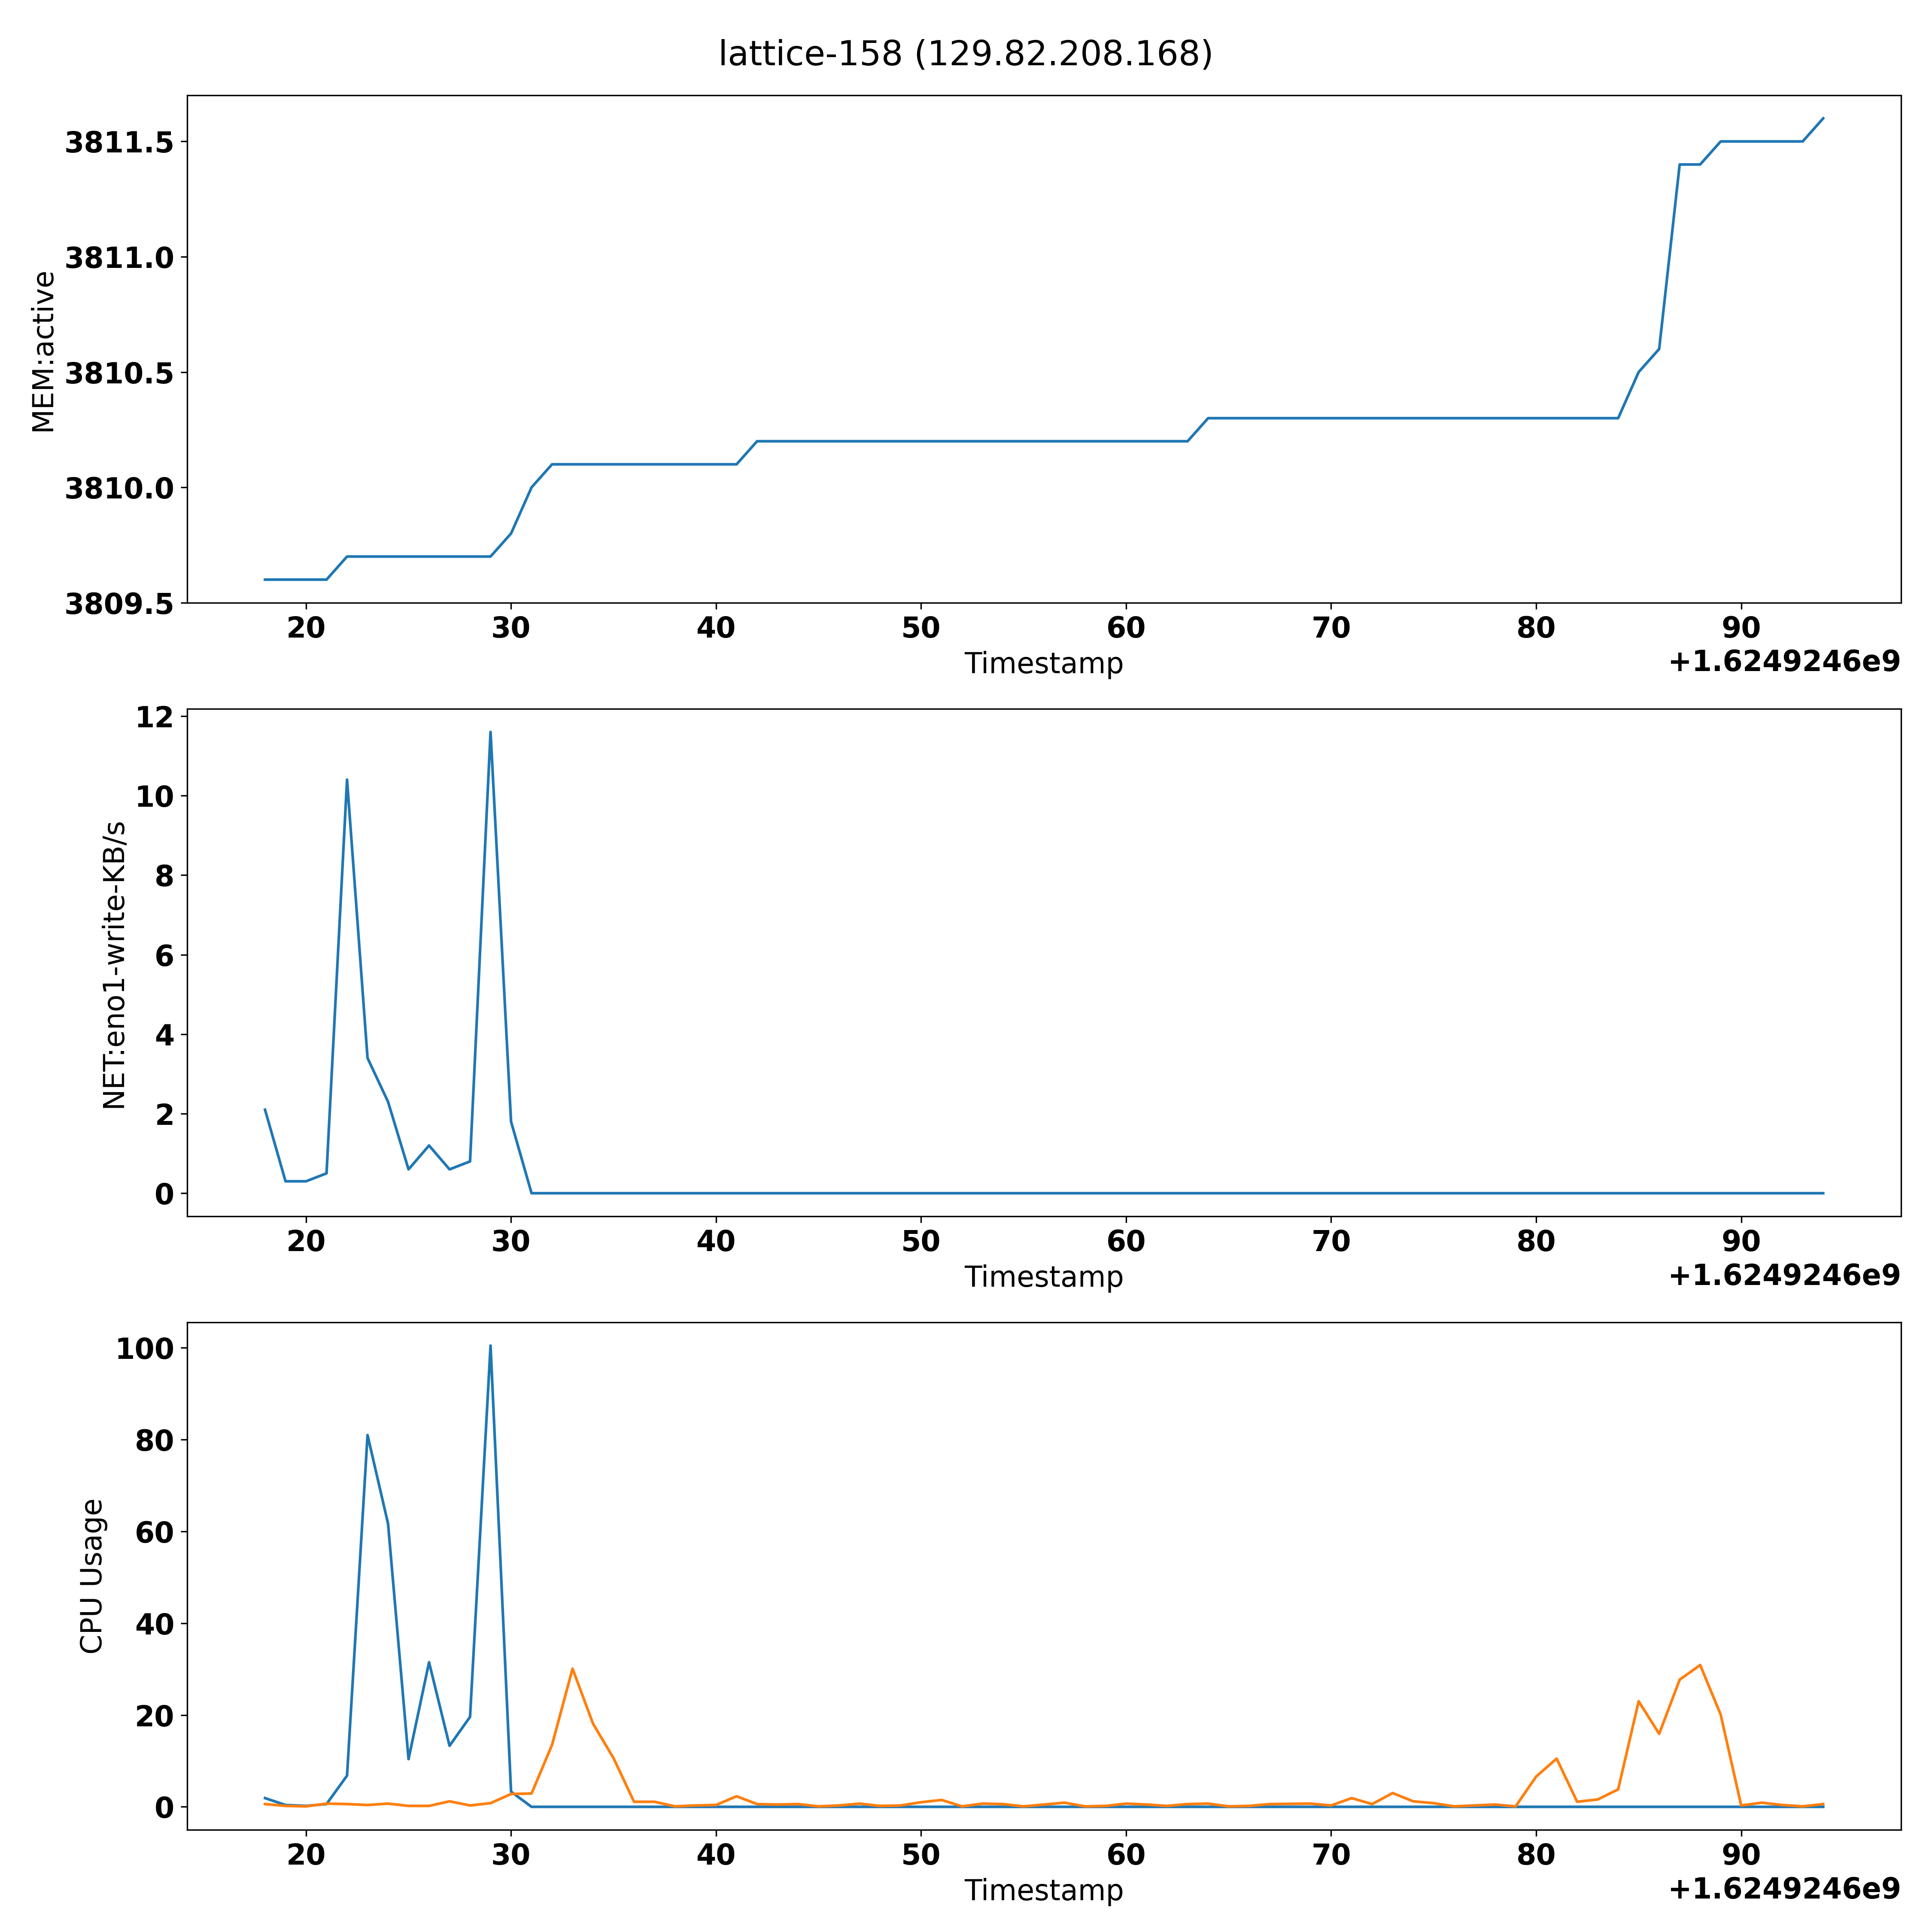 lattice-158 (129.82.208.168)
MEM:active
3811.5
3811.0
3810.5
3810.0
3809.5
20 30 40 50 60 70 80 90
Timestamp
+1.6249246e9
NET:eno1-write-KB/s
12
10
8
6
4
2
0
20 30 40 50 60 70 80 90
Timestamp
+1.6249246e9
CPU Usage
100
80
60
40
20
0
20 30 40 50 60 70 80 90
Timestamp
+1.6249246e9